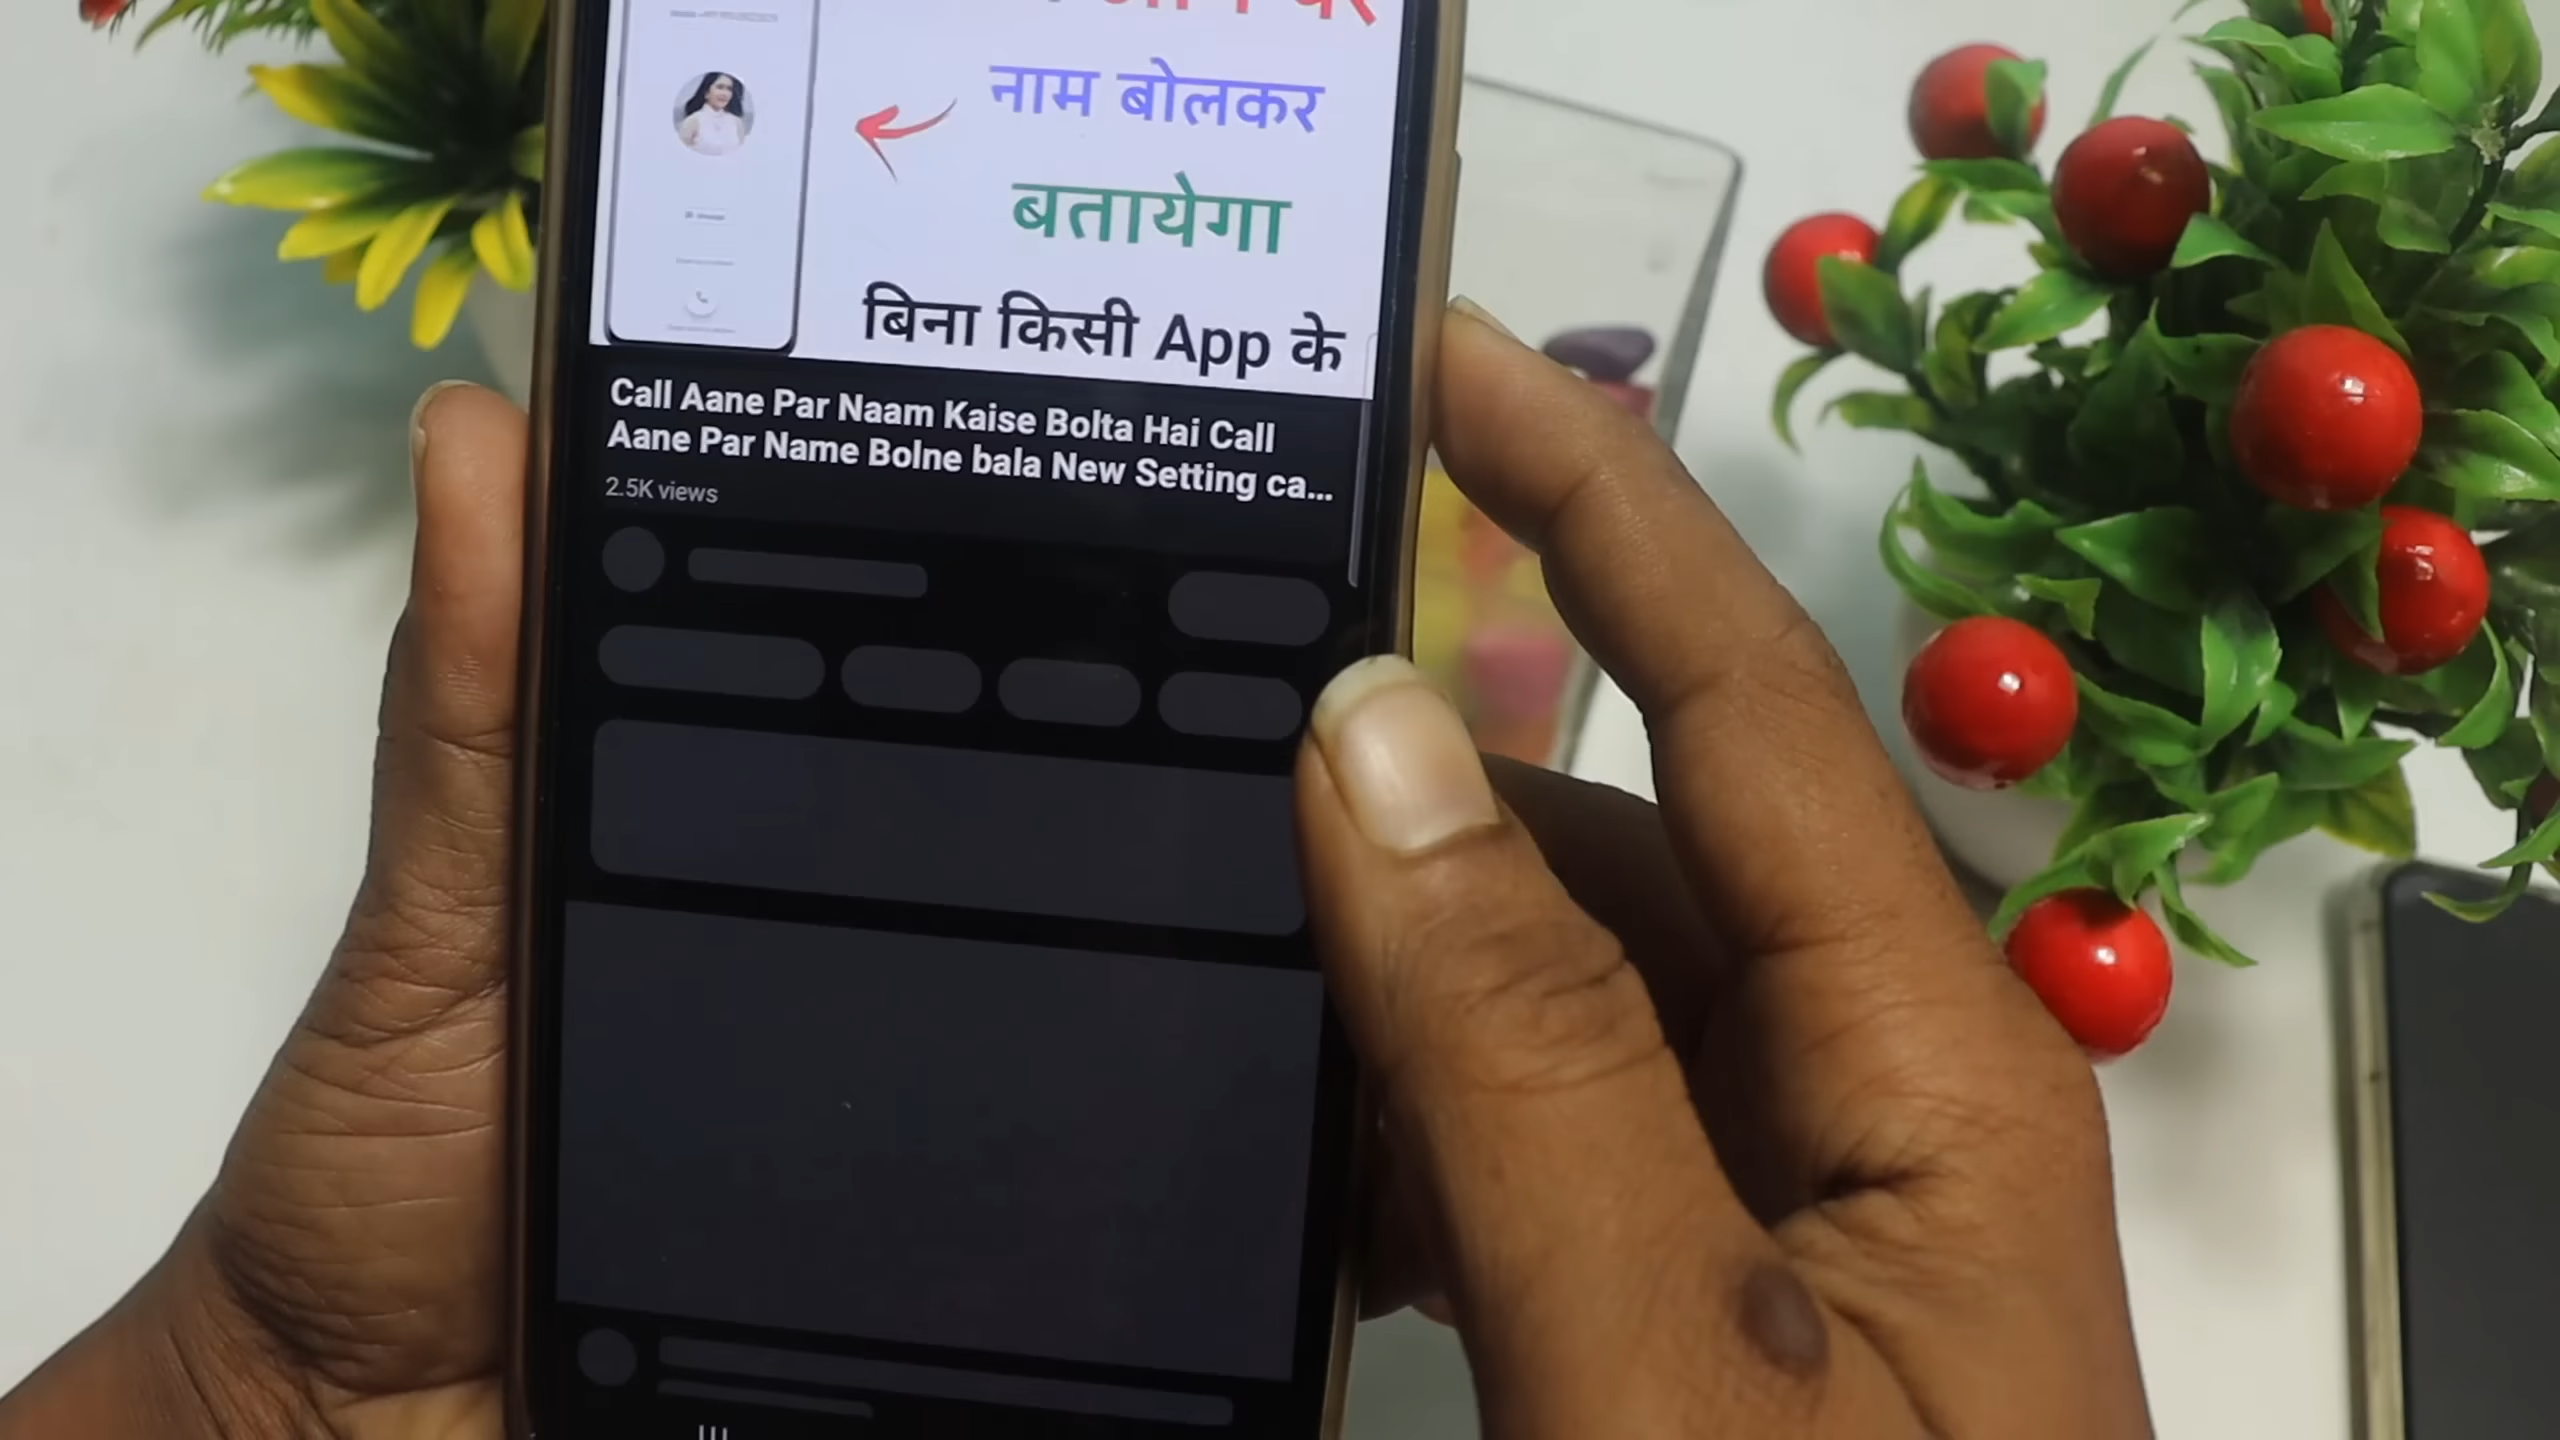 नाम बोलकर
बतायेगा
बिना किसी App के
Call Aane Par Naam Kaise Bolta Hai Call
Aane Par Name Bolne bala New Setting ca...
2.5K views